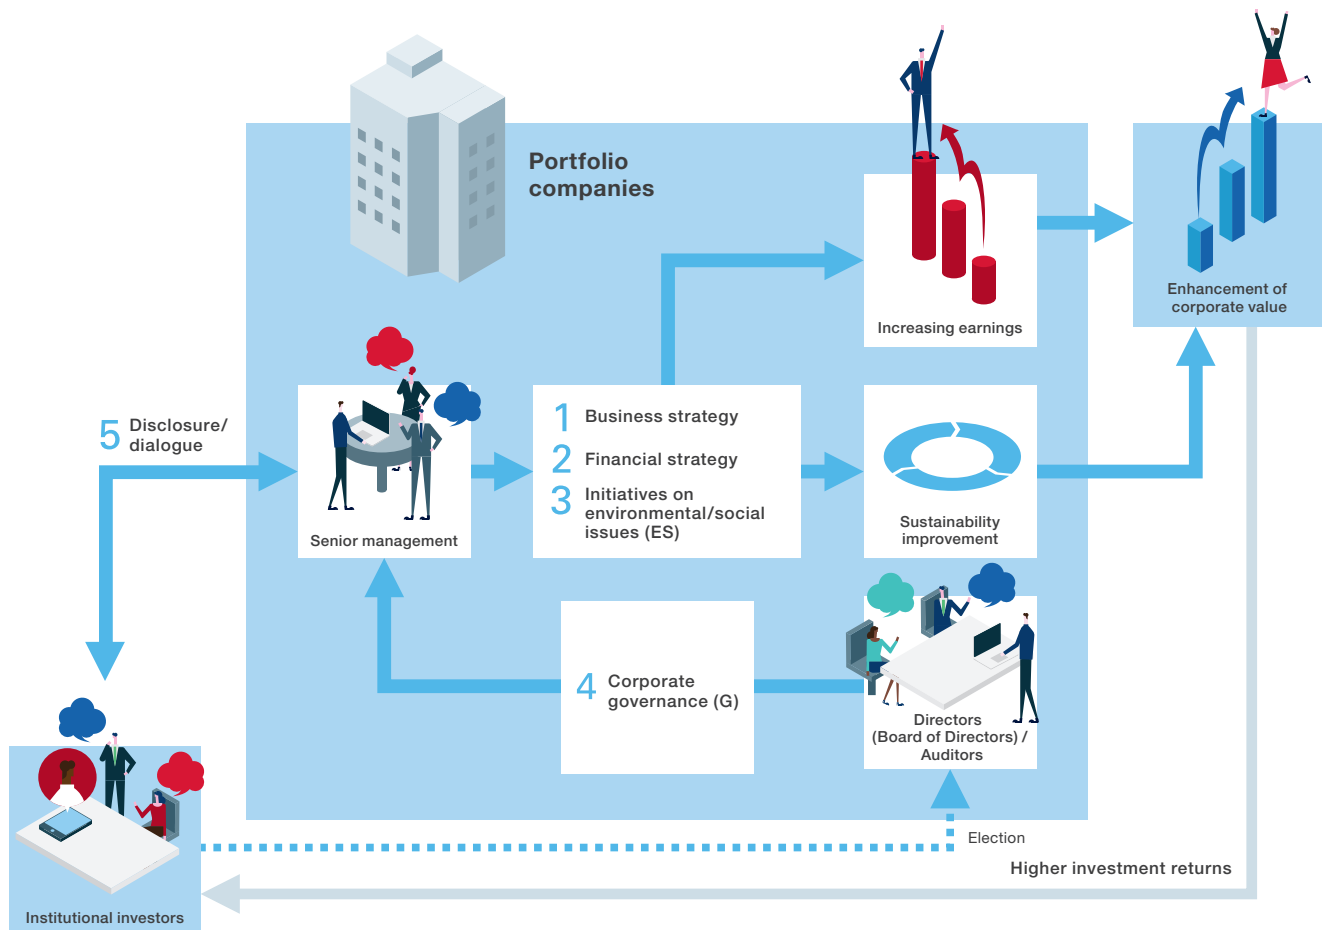 Portfolio
companies
Enhancement of
corporate value
Increasing earnings
5 Disclosure/
dialogue
Senior management
1 Business strategy
2 Financial strategy
3 Initiatives on
environmental/social
issues (ES)
Sustainability
improvement
4 Corporate
governance (G)
Directors
(Board of Directors) /
Auditors
Election
Higher investment returns
Institutional investors